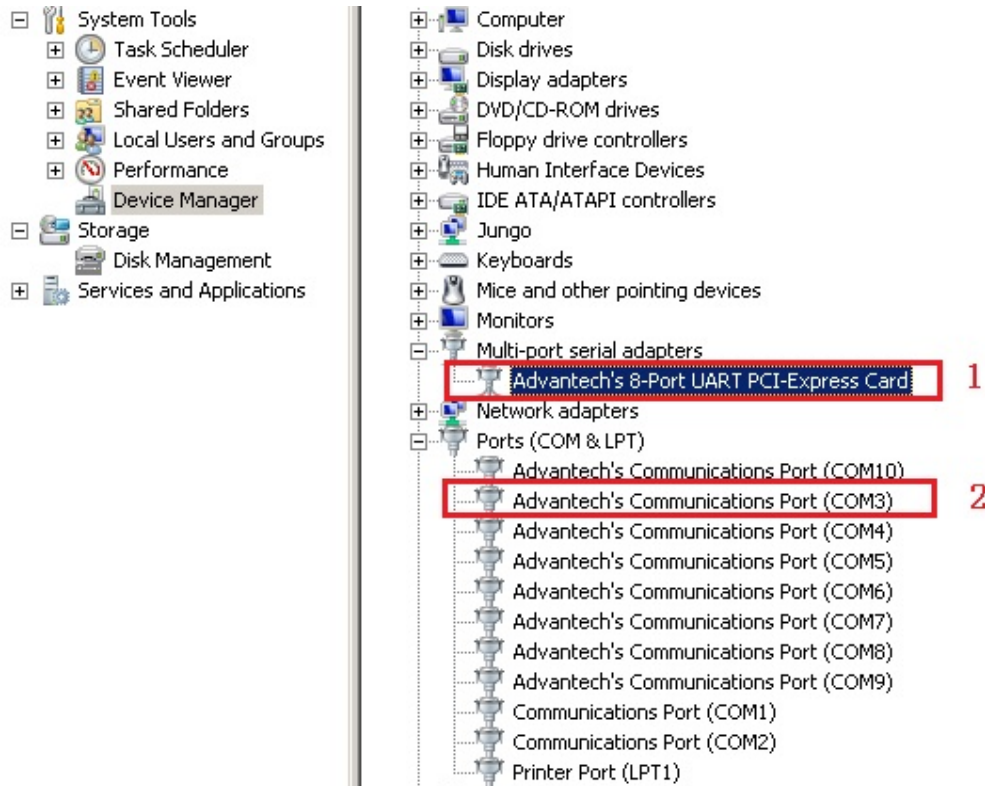 System Tools
Task Scheduler
Event Viewer
Shared Folders
Local Users and Groups
Performance
Device Manager
Storage
Disk Management
Services and Applications
Computer
Disk drives
Display adapters
DVD/CD-ROM drives
Floppy drive controllers
Human Interface Devices
IDE ATA/ATAPI controllers
Jungo
Keyboards
Mice and other pointing devices
Monitors
Multi-port serial adapters
Advantech's 8-Port UART PCI-Express Card 1
Network adapters
Ports (COM & LPT)
Advantech's Communications Port (COM10)
Advantech's Communications Port (COM3) 2
Advantech's Communications Port (COM4)
Advantech's Communications Port (COM5)
Advantech's Communications Port (COM6)
Advantech's Communications Port (COM7)
Advantech's Communications Port (COM8)
Advantech's Communications Port (COM9)
Communications Port (COM1)
Communications Port (COM2)
Printer Port (LPT1)